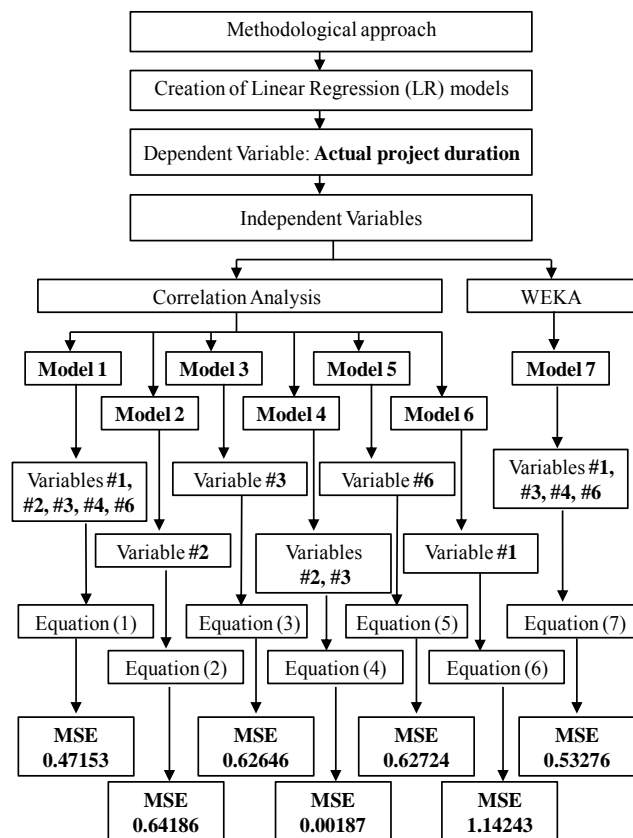 Methodological approach
Creation of Linear Regression (LR) models
Dependent Variable: Actual project duration
Independent Variables
Correlation Analysis
WEKA
Model 1
Model 3
Model 5
Model 7
Model 2
Model 4
Model 6
Variables #1,
#2, #3, #4, #6
Variable #3
Variable #6
Variables #1,
#3, #4, #6
Variable #2
Variables
#2, #3
Variable #1
Equation (1)
Equation (3)
Equation (5)
Equation (7)
Equation (2)
Equation (4)
Equation (6)
MSE
0.47153
MSE
0.62646
MSE
0.62724
MSE
0.53276
MSE
0.64186
MSE
0.00187
MSE
1.14243